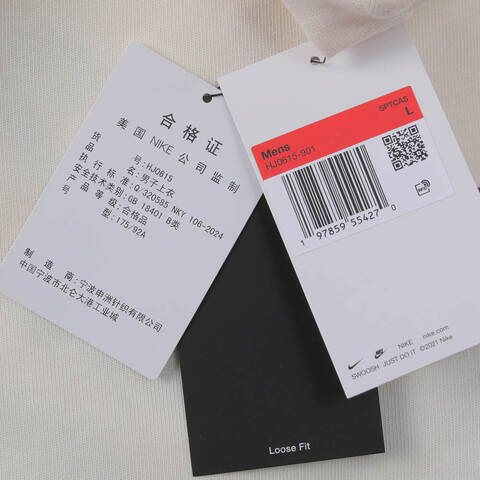 合格证
美国 NIKE 公司监制
货 号: HJ0615
品 名: 男子上衣
执行标准: Q/320585 NKY 106-2024
安全技术类别: GB 18401 B类
产品等级: 合格品
号 型: 175/92A
制造商: 宁波申洲针织有限公司
中国宁波市北仑大港工业城
SPTCAS
L
Mens
HJ0615-901
1 97859 55427 0
NIKE nike.com
SWOOSH JUST DO IT ©2021 Nike
Loose Fit